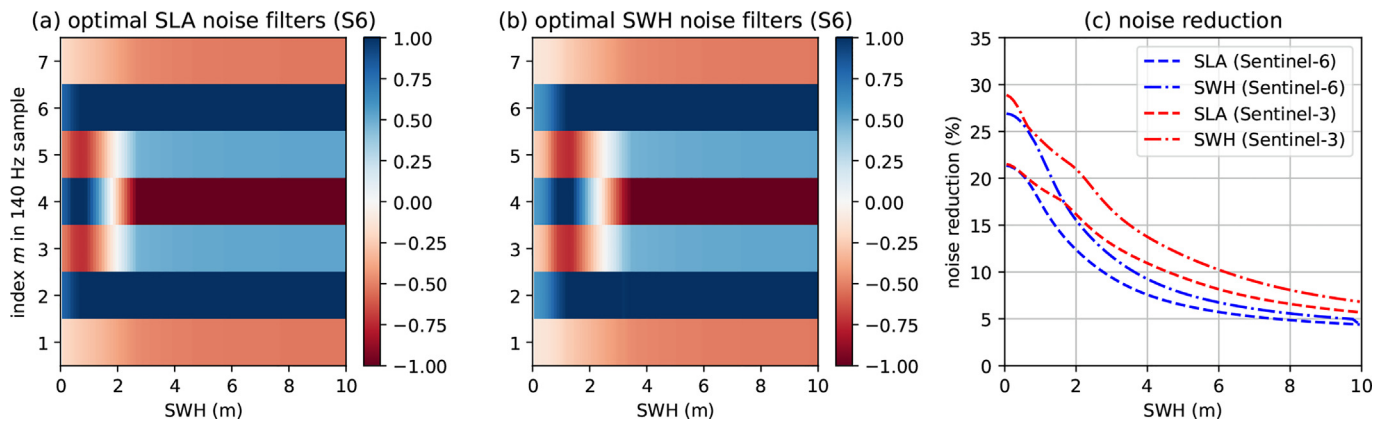 (a) optimal SLA noise filters (S6)
index m in 140 Hz sample
7
6
5
4
3
2
1
0 2 4 6 8 10
SWH (m)
1.00
0.75
0.50
0.25
0.00
−0.25
−0.50
−0.75
−1.00
(b) optimal SWH noise filters (S6)
7
6
5
4
3
2
1
0 2 4 6 8 10
SWH (m)
1.00
0.75
0.50
0.25
0.00
−0.25
−0.50
−0.75
−1.00
(c) noise reduction
noise reduction (%)
35
30
25
20
15
10
5
0
0 2 4 6 8 10
SWH (m)
SLA (Sentinel-6)
SWH (Sentinel-6)
SLA (Sentinel-3)
SWH (Sentinel-3)